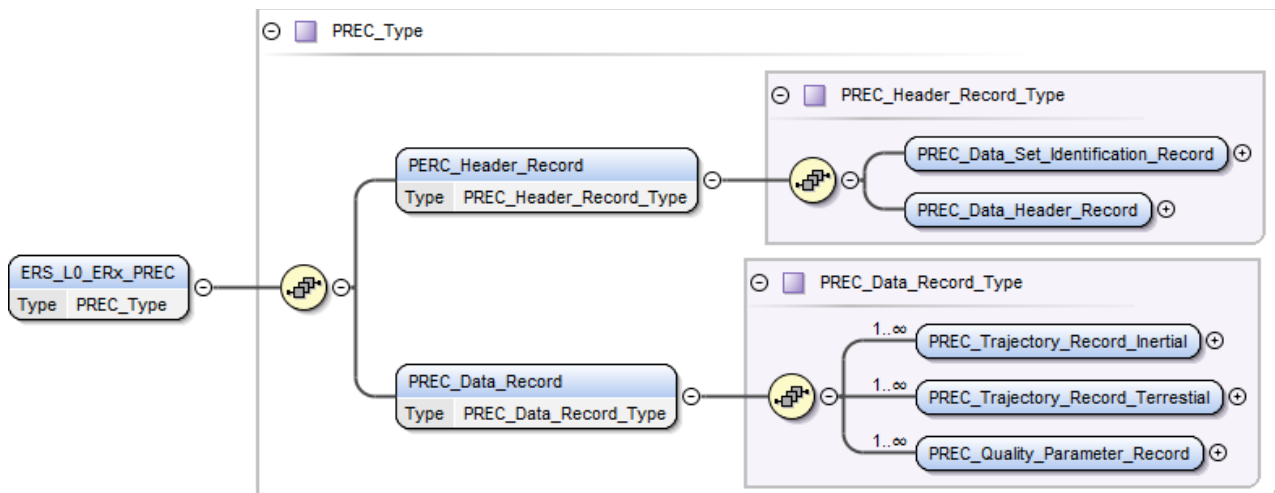 PREC_Type
PREC_Header_Record_Type
PREC_Data_Set_Identification_Record
PERC_Header_Record
Type PREC_Header_Record_Type
PREC_Data_Header_Record
ERS_L0_ERx_PREC
Type PREC_Type
PREC_Data_Record_Type
1..∞
PREC_Trajectory_Record_Inertial
PREC_Data_Record
Type PREC_Data_Record_Type
1..∞
PREC_Trajectory_Record_Terrestial
1..∞
PREC_Quality_Parameter_Record